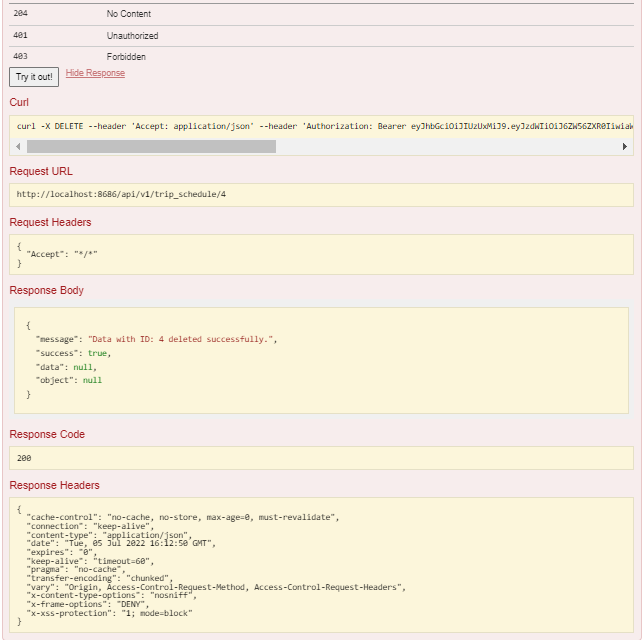 204 No Content
401 Unauthorized
403 Forbidden
Try it out! Hide Response
Curl
curl -X DELETE --header 'Accept: application/json' --header 'Authorization: Bearer
Request URL
http://localhost:8686/api/v1/trip_schedule/4
Request Headers
{
"Accept": "*/*"
}
Response Body
{
"message": "Data with ID: 4 deleted successfully.",
"success": true,
"data": null,
"object": null
}
Response Code
200
Response Headers
{
"cache-control": "no-cache, no-store, max-age=0, must-revalidate",
"connection": "keep-alive",
"content-type": "application/json",
"date": "Tue, 05 Jul 2022 16:12:50 GMT",
"expires": "0",
"keep-alive": "timeout=60",
"pragma": "no-cache",
"transfer-encoding": "chunked",
"vary": "Origin, Access-Control-Request-Method, Access-Control-Request-Headers",
"x-content-type-options": "nosniff",
"x-frame-options": "DENY",
"x-xss-protection": "1; mode=block"
}